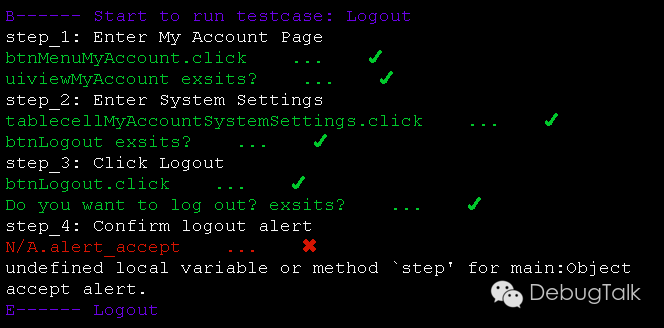 B------ Start to run testcase: Logout
step_1: Enter My Account Page
btnMenuMyAccount.click ... ✔
uiviewMyAccount exsits? ... ✔
step_2: Enter System Settings
tablecellMyAccountSystemSettings.click ... ✔
btnLogout exsits? ... ✔
step_3: Click Logout
btnLogout.click ... ✔
Do you want to log out? exsits? ... ✔
step_4: Confirm logout alert
N/A.alert_accept ... ✖
undefined local variable or method `step' for main:Object
accept alert.
DebugTalk
E------ Logout